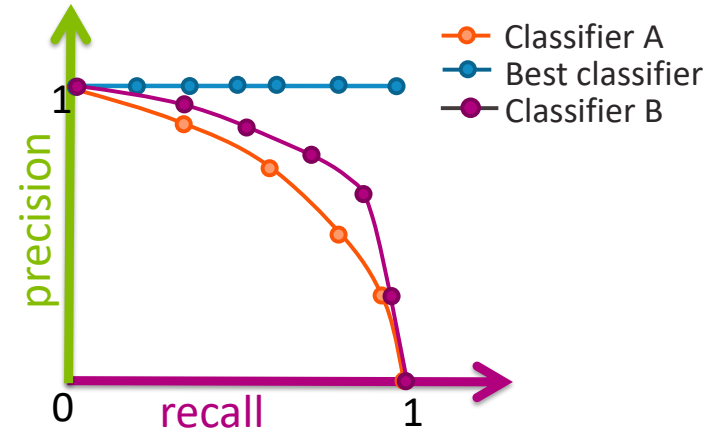 Classifier A
Best classifier
Classifier B
1
precision
0
recall
1